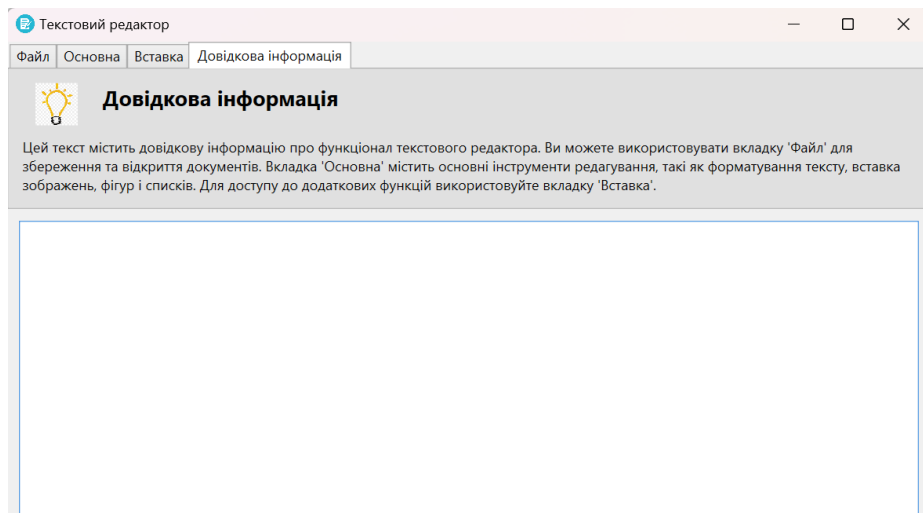 Текстовий редактор
Файл Основна Вставка Довідкова інформація
Довідкова інформація
Цей текст містить довідкову інформацію про функціонал текстового редактора. Ви можете використовувати вкладку 'Файл' для
збереження та відкриття документів. Вкладка 'Основна' містить основні інструменти редагування, такі як форматування тексту, вставка
зображень, фігур і списків. Для доступу до додаткових функцій використовуйте вкладку 'Вставка'.